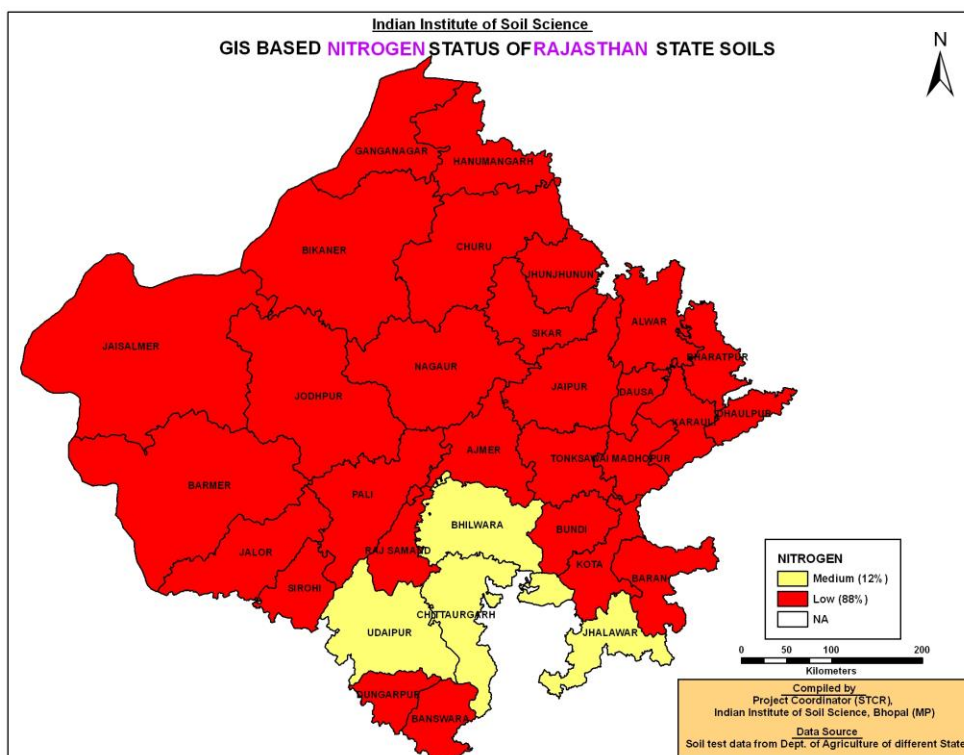 Indian Institute of Soil Science
GIS BASED NITROGEN STATUS OF RAJASTHAN STATE SOILS
N
GANGANAGAR
HANUMANGARH
BIKANER
CHURU
JHUNJHUNUN
SIKAR
ALWAR
JAISALMER
BHARATPUR
NAGAUR
JAIPUR
DAUSA
JODHPUR
DHAULPUR
KARAULI
AJMER
TONK
SAWAI MADHOPUR
BARMER
PALI
BHILWARA
BUNDI
JALOR
RAJ SAMAND
KOTA
BARAN
SIROHI
CHITTAURGARH
UDAIPUR
JHALAWAR
DUNGARPUR
BANSWARA
NITROGEN
Medium (12%)
Low (88%)
NA
0 25 50 100 200
Kilometers
Compiled by
Project Coordinator (STCR),
Indian Institute of Soil Science, Bhopal (MP)
Data Source
Soil test data from Dept. of Agriculture of different State